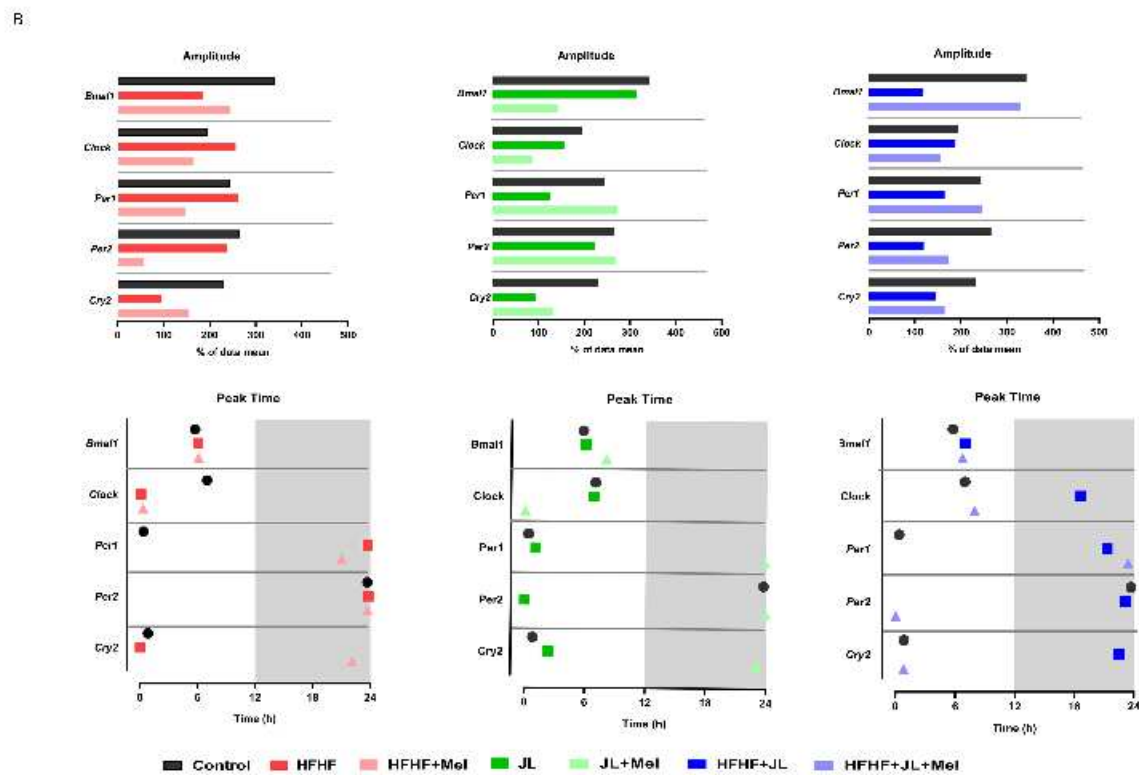 B
Amplitude
Bmal1
Clock
Per1
Per2
Cry2
0 100 200 300 400 500
% of data mean
Amplitude
Bmal1
Clock
Per1
Per2
Cry2
0 100 200 300 400 500 600
% of data mean
Amplitude
Bmal1
Clock
Per1
Per2
Cry2
0 100 200 300 400 500
% of data mean
Peak Time
Bmal1
Clock
Per1
Per2
Cry2
0 6 12 18 24
Time (h)
Peak Time
Bmal1
Clock
Per1
Per2
Cry2
0 6 12 18 24
Time (h)
Peak Time
Bmal1
Clock
Per1
Per2
Cry2
0 6 12 18 24
Time (h)
Control HFHF HFHF+Mel JL JL+Mel HFHF+JL HFHF+JL+Mel